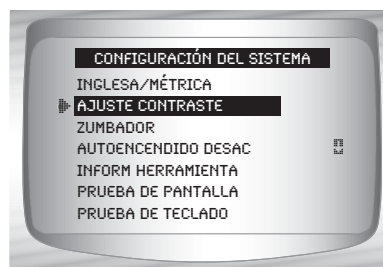 CONFIGURACIÓN DEL SISTEMA
INGLESA/MÉTRICA
AJUSTE CONTRASTE
ZUMBADOR
AUTOENCENDIDO DESAC
INFORM HERRAMIENTA
PRUEBA DE PANTALLA
PRUEBA DE TECLADO